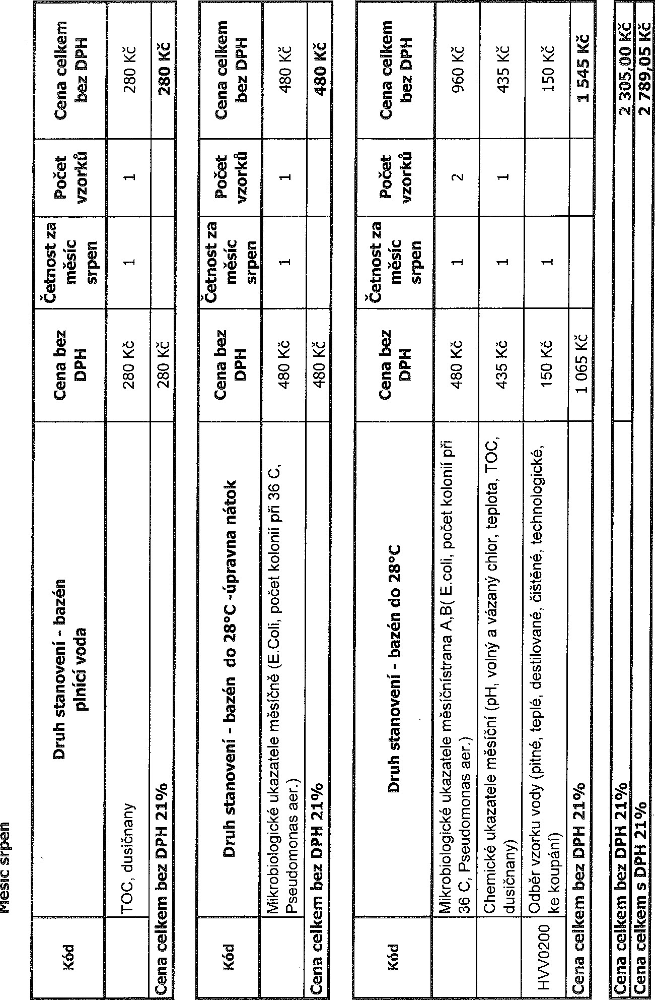 Měsíc srpen
Kód
Druh stanovení - bazén
plnící voda
Cena bez
DPH
Četnost za
měsíc
srpen
Počet
vzorků
Cena celkem
bez DPH
TOC, dusičnany
280 Kč
1
1
280 Kč
Cena celkem bez DPH 21%
280 Kč
280 Kč
Kód
Druh stanovení - bazén do 28°C -úpravna nátok
Cena bez
DPH
Četnost za
měsíc
srpen
Počet
vzorků
Cena celkem
bez DPH
Mikrobiologické ukazatele měsíčně (E.Coli, počet kolonií při 36 C,
Pseudomonas aer.)
480 Kč
1
1
480 Kč
Cena celkem bez DPH 21%
480 Kč
480 Kč
Kód
Druh stanovení - bazén do 28°C
Cena bez
DPH
Četnost za
měsíc
srpen
Počet
vzorků
Cena celkem
bez DPH
Mikrobiologické ukazatele měsíčnístrana A,B( E.coli, počet kolonií při
36 C, Pseudomonas aer.)
480 Kč
1
2
960 Kč
Chemické ukazatele měsíční (pH, volný a vázaný chlor, teplota, TOC,
dusičnany)
435 Kč
1
1
435 Kč
HVV0200
Odběr vzorku vody (pitné, teplé, destilované, čištěné, technologické,
ke koupání)
150 Kč
1
150 Kč
Cena celkem bez DPH 21%
1 065 Kč
1 545 Kč
Cena celkem bez DPH 21%
2 305,00 Kč
Cena celkem s DPH 21%
2 789,05 Kč